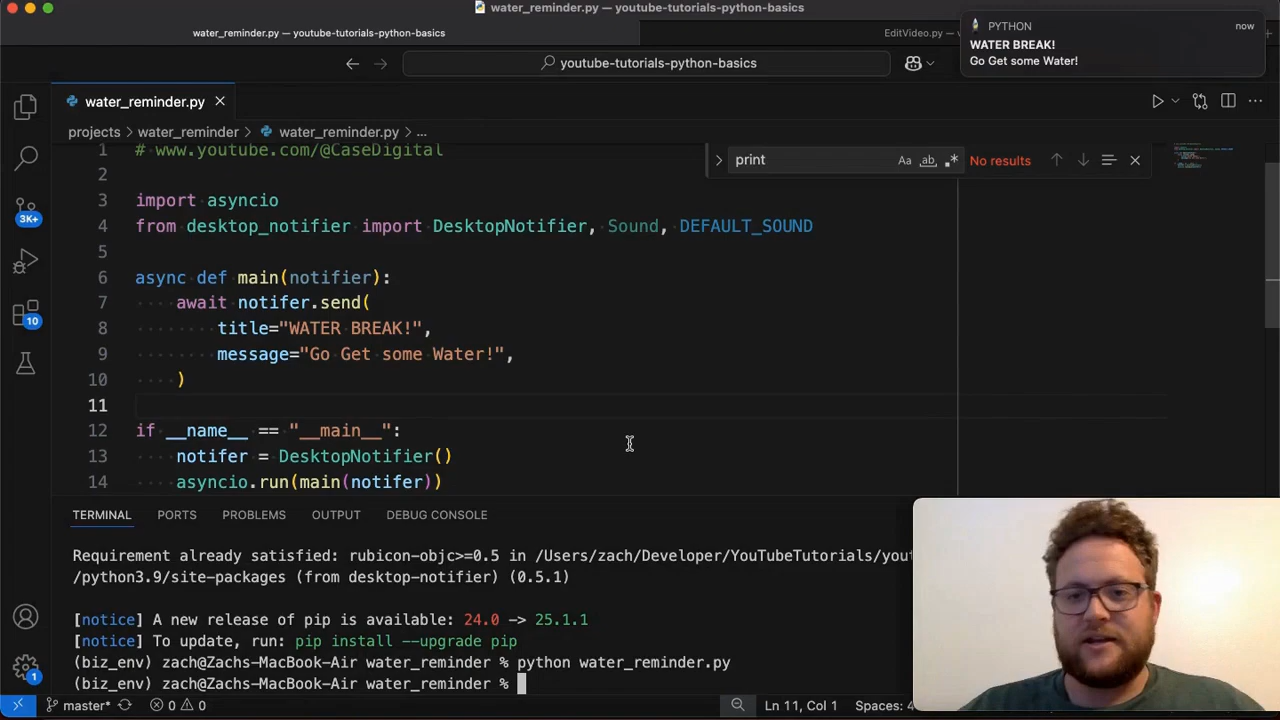 water_reminder.py — youtube-tutorials-python-basics
water_reminder.py — youtube-tutorials-python-basics
EditVideo.py —
PYTHON
now
WATER BREAK!
Go Get some Water!
youtube-tutorials-python-basics
water_reminder.py
projects > water_reminder > water_reminder.py > ...
print
Aa
ab
No results
1 # www.youtube.com/@CaseDigital
2
3 import asyncio
4 from desktop_notifier import DesktopNotifier, Sound, DEFAULT_SOUND
5
6 async def main(notifier):
7 await notifer.send(
8 title="WATER BREAK!",
9 message="Go Get some Water!",
10 )
11
12 if __name__ == "__main__":
13 notifer = DesktopNotifier()
14 asyncio.run(main(notifer))
3K+
10
1
TERMINAL
PORTS
PROBLEMS
OUTPUT
DEBUG CONSOLE
Requirement already satisfied: rubicon-objc>=0.5 in /Users/zach/Developer/YouTubeTutorials/you
/python3.9/site-packages (from desktop-notifier) (0.5.1)
[notice] A new release of pip is available: 24.0 -> 25.1.1
[notice] To update, run: pip install --upgrade pip
(biz_env) zach@Zachs-MacBook-Air water_reminder % python water_reminder.py
(biz_env) zach@Zachs-MacBook-Air water_reminder %
master*
0
0
Ln 11, Col 1
Spaces: 4